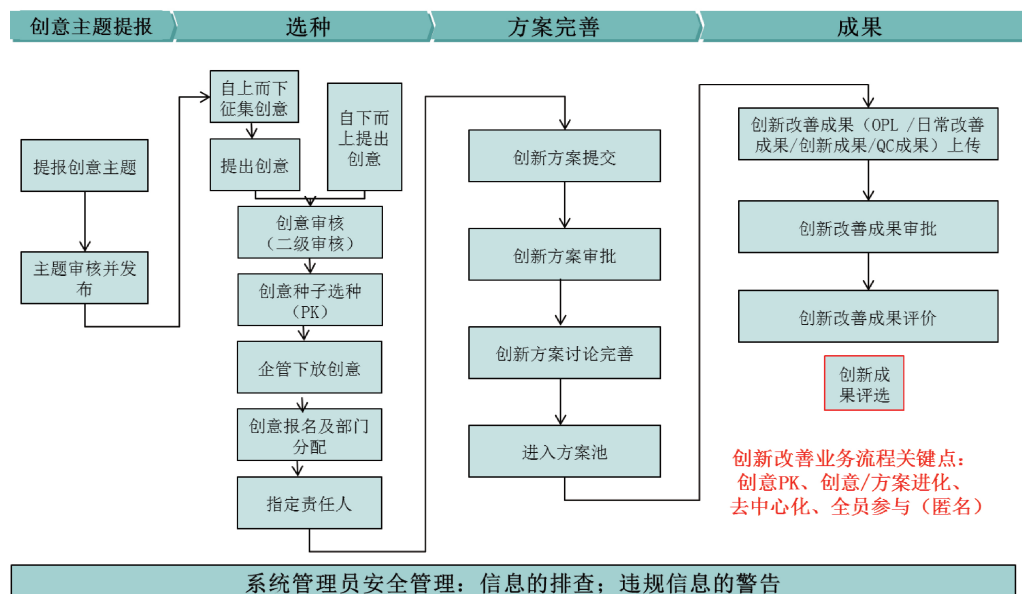 创意主题提报
选种
方案完善
成果
提报创意主题
主题审核并发
布
自上而下
征集创意
提出创意
自下而
上提出
创意
创意审核
(二级审核)
创意种子选种
(PK)
企管下放创意
创意报名及部门
分配
指定责任人
创新方案提交
创新方案审批
创新方案讨论完善
进入方案池
创新改善成果(OPL /日常改善
成果/创新成果/QC成果)上传
创新改善成果审批
创新改善成果评价
创新成
果评选
创新改善业务流程关键点:
创意PK、创意/方案进化、
去中心化、全员参与(匿名)
系统管理员安全管理:信息的排查;违规信息的警告